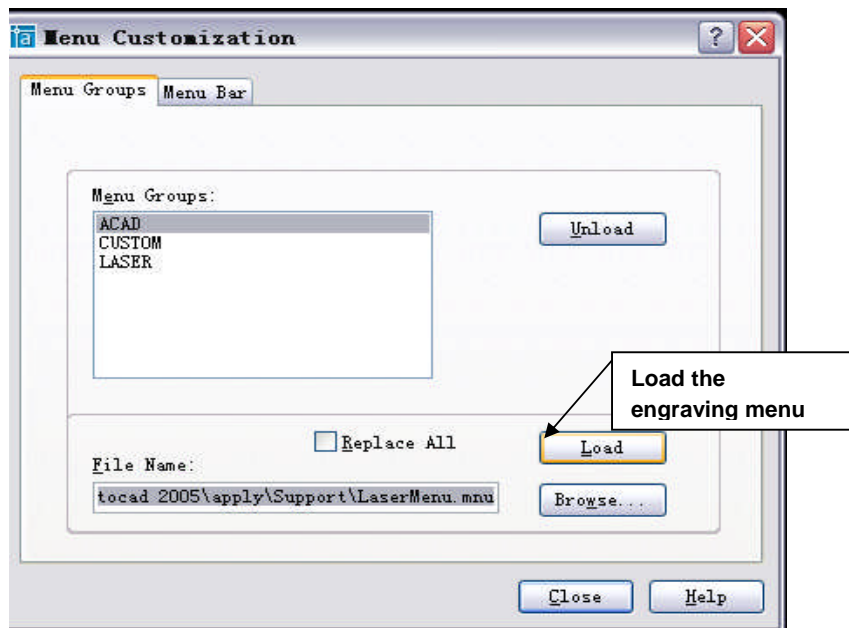 Menu Customization
Menu Groups
Menu Bar
Menu Groups:
ACAD
CUSTOM
LASER
Unload
Load the
engraving menu
Replace All
Load
File Name:
tocad 2005\apply\Support\LaserMenu.mnu
Browse...
Close
Help